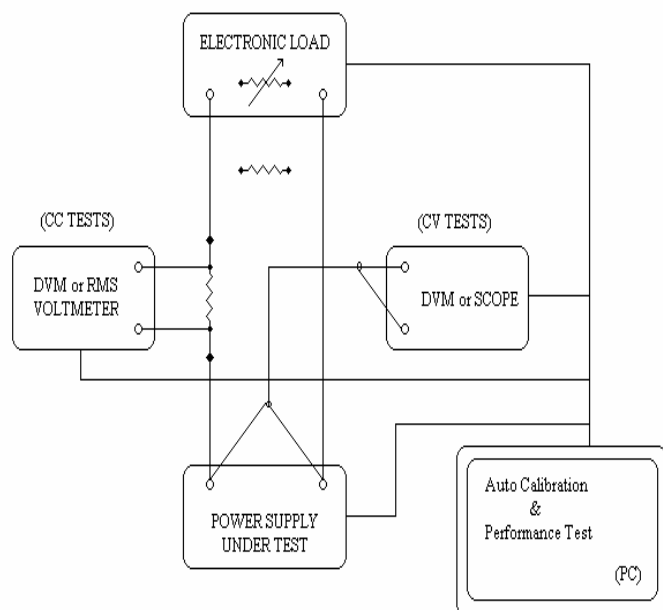 ELECTRONIC LOAD
(CC TESTS)
(CV TESTS)
DVM or RMS
VOLTMETER
DVM or SCOPE
POWER SUPPLY
UNDER TEST
Auto Calibration
&
Performance Test
(PC)